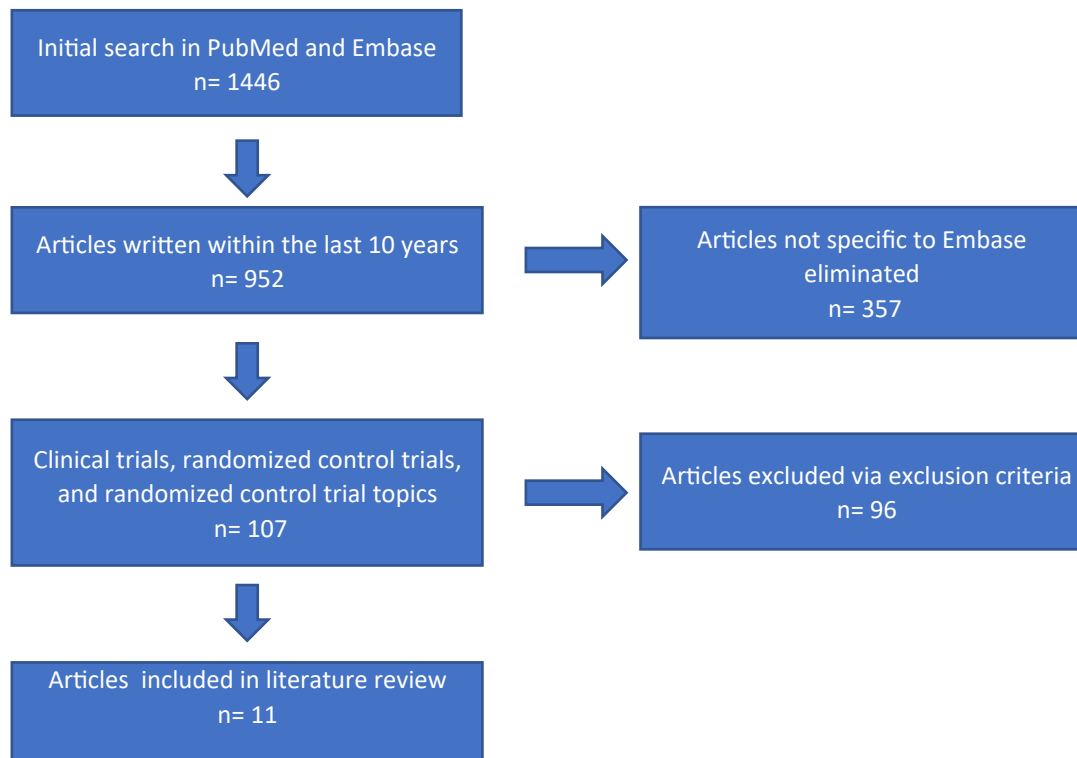 Initial search in PubMed and Embase
n= 1446
Articles written within the last 10 years
n= 952
Articles not specific to Embase
eliminated
n= 357
Clinical trials, randomized control trials,
and randomized control trial topics
n= 107
Articles excluded via exclusion criteria
n= 96
Articles  included in literature review
n= 11